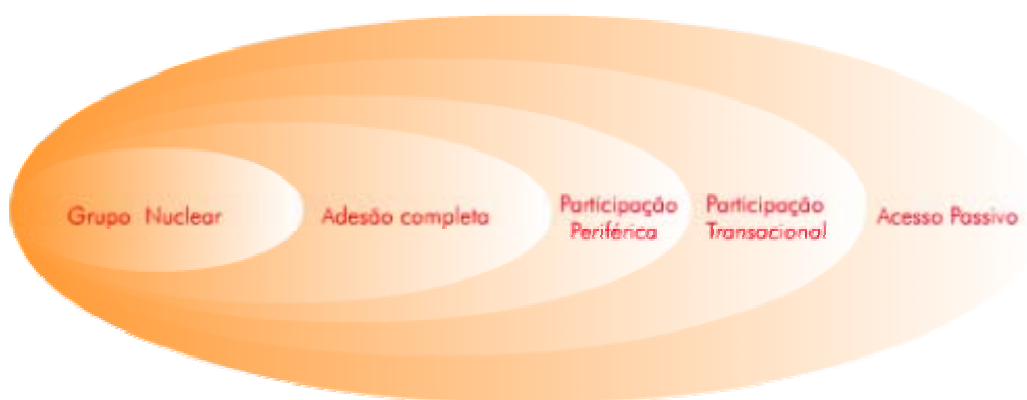 Grupo Nuclear
Adesão completa
Participação
Periférica
Participação
Transacional
Acesso Passivo